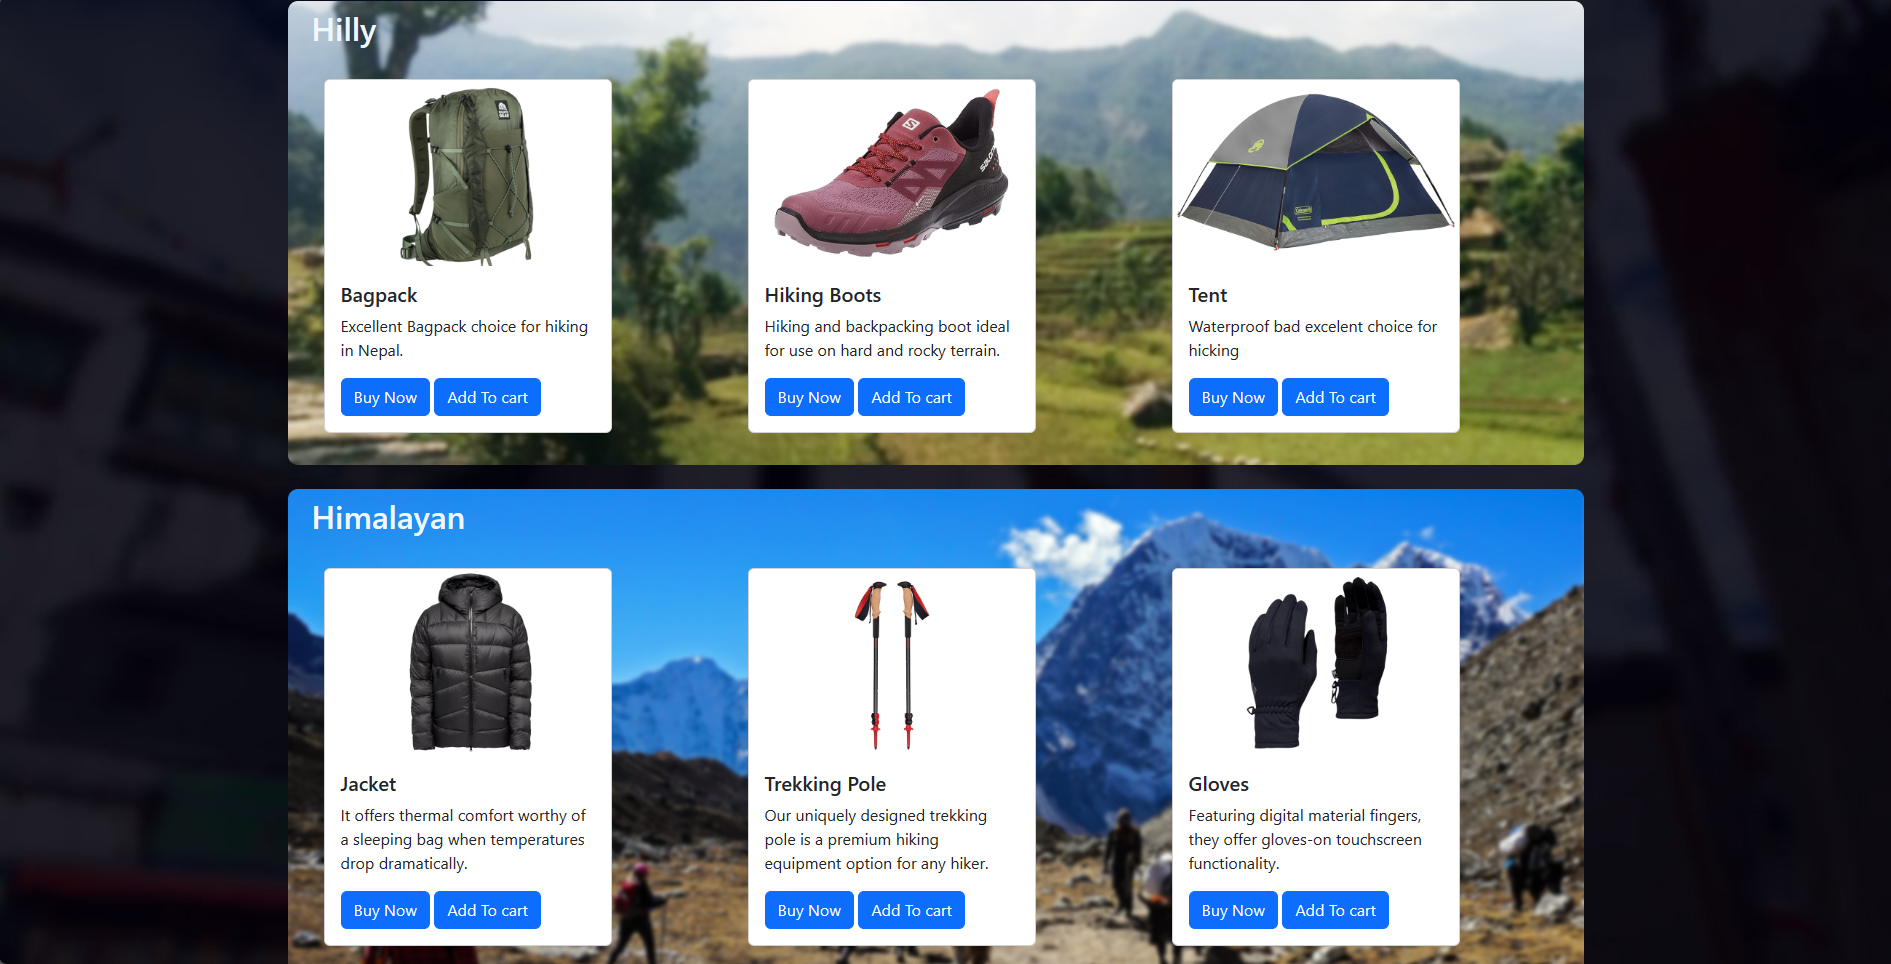 Hilly
Bagpack
Excellent Bagpack choice for hiking
in Nepal.
Buy Now
Add To cart
SALOMON
Hiking Boots
Hiking and backpacking boot ideal
for use on hard and rocky terrain.
Buy Now
Add To cart
Coleman
Tent
Waterproof bad excelent choice for
hicking
Buy Now
Add To cart
Himalayan
Jacket
It offers thermal comfort worthy of
a sleeping bag when temperatures
drop dramatically.
Buy Now
Add To cart
Trekking Pole
Our uniquely designed trekking
pole is a premium hiking
equipment option for any hiker.
Buy Now
Add To cart
Gloves
Featuring digital material fingers,
they offer gloves-on touchscreen
functionality.
Buy Now
Add To cart